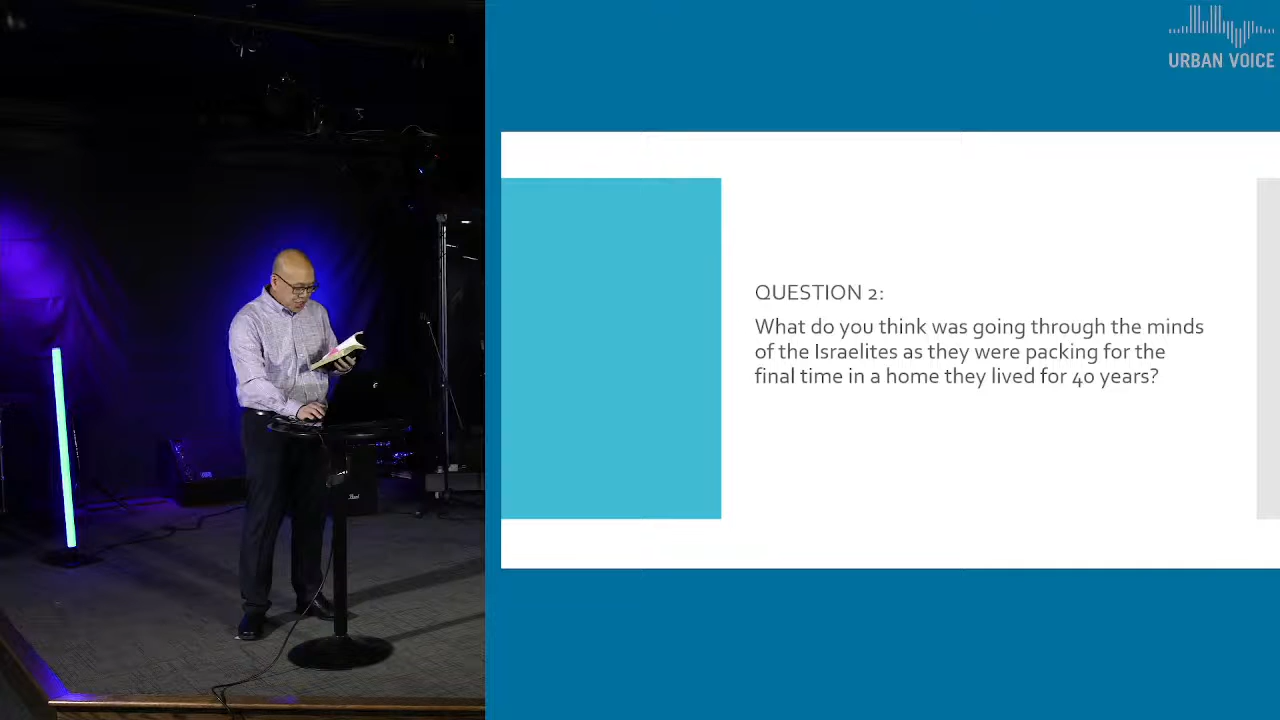 URBAN VOICE
QUESTION 2:
What do you think was going through the minds
of the Israelites as they were packing for the
final time in a home they lived for 40 years?